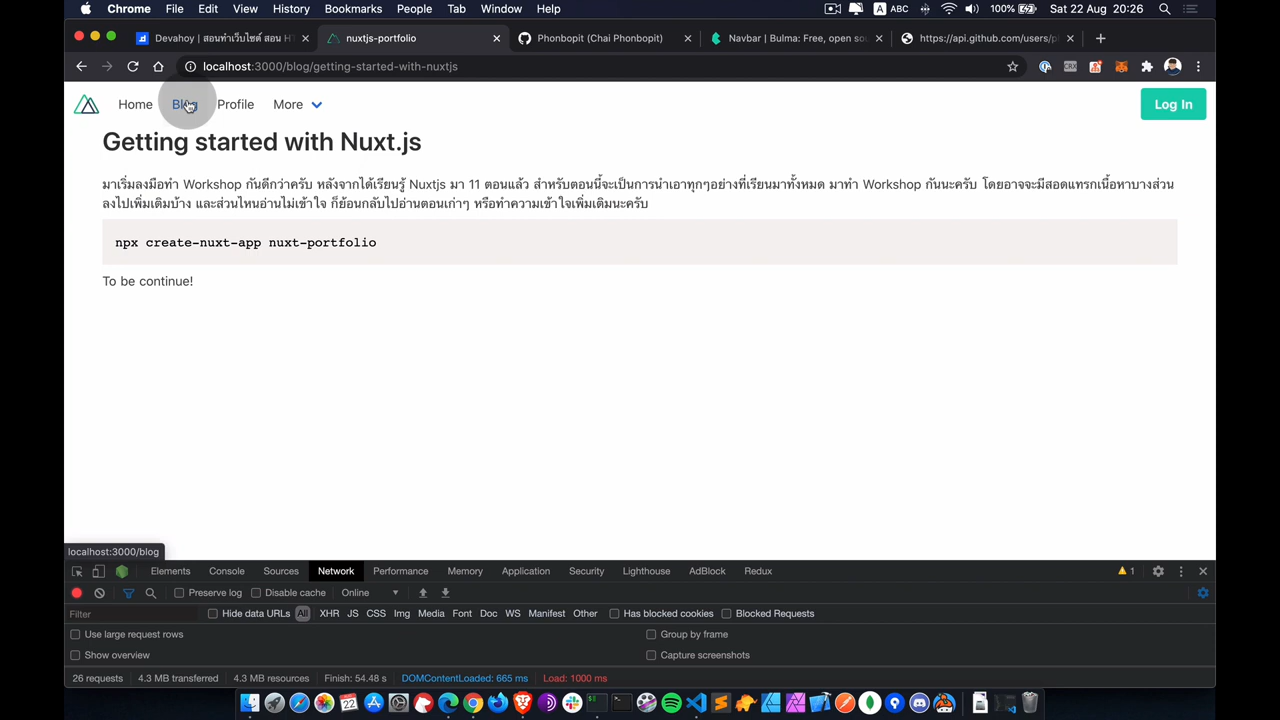 Chrome File Edit View History Bookmarks People Tab Window Help ABC 100% Sat 22 Aug 20:26
Devahoy | สอนทำเว็บไซต์ สอน HT nuxtjs-portfolio Phonbopit (Chai Phonbopit) Navbar | Bulma: Free, open so https://api.github.com/users/p
localhost:3000/blog/getting-started-with-nuxtjs
Home Blog Profile More Log In
Getting started with Nuxt.js
มาเริ่มลงมือทำ Workshop กันดีกว่าครับ หลังจากได้เรียนรู้ Nuxtjs มา 11 ตอนแล้ว สำหรับตอนนี้จะเป็นการนำเอาทุกๆอย่างที่เรียนมาทั้งหมด มาทำ Workshop กันนะครับ โดยอาจจะมีสอดแทรกเนื้อหาบางส่วน
ลงไปเพิ่มเติมบ้าง และส่วนไหนอ่านไม่เข้าใจ ก็ย้อนกลับไปอ่านตอนเก่าๆ หรือทำความเข้าใจเพิ่มเติมนะครับ
npx create-nuxt-app nuxt-portfolio
To be continue!
localhost:3000/blog
Elements Console Sources Network Performance Memory Application Security Lighthouse AdBlock Redux 1
Preserve log Disable cache Online
Filter Hide data URLs All XHR JS CSS Img Media Font Doc WS Manifest Other Has blocked cookies Blocked Requests
Use large request rows Group by frame
Show overview Capture screenshots
26 requests 4.3 MB transferred 4.3 MB resources Finish: 54.48 s DOMContentLoaded: 665 ms Load: 1000 ms